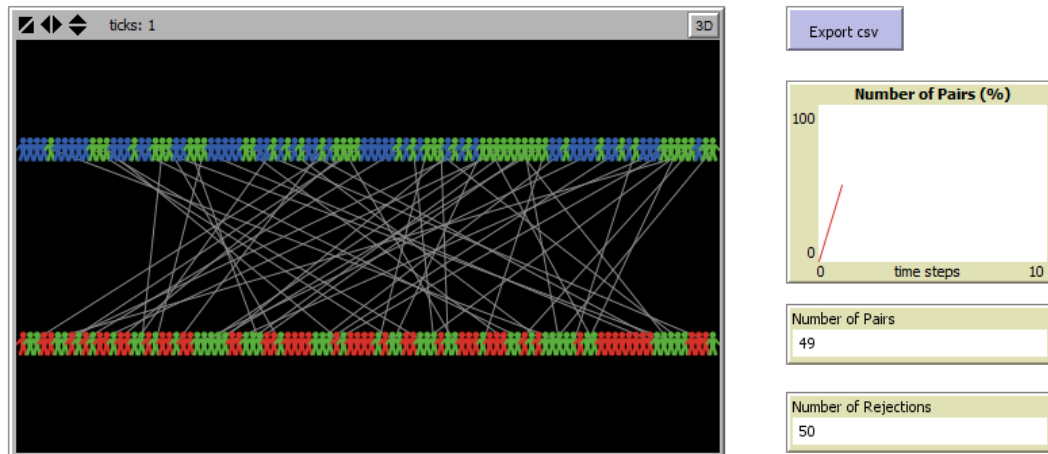 ticks: 1
3D
Export csv
Number of Pairs (%)
100
0
0 time steps 10
Number of Pairs
49
Number of Rejections
50